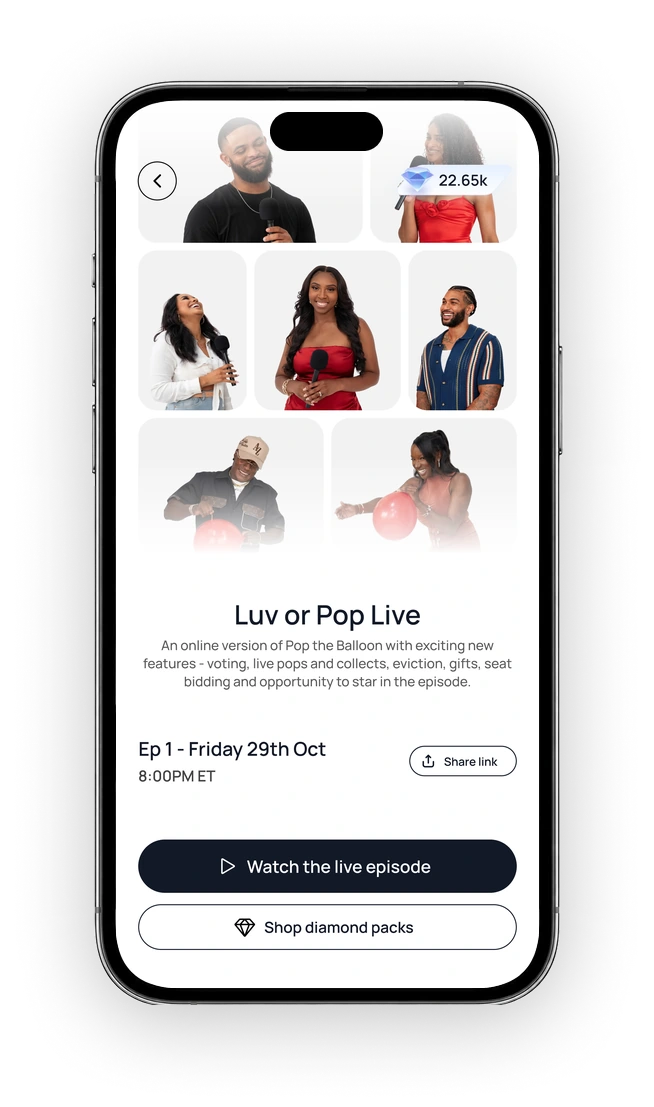 22.65k
Luv or Pop Live
An online version of Pop the Balloon with exciting new
features - voting, live pops and collects, eviction, gifts, seat
bidding and opportunity to star in the episode.
Ep 1 - Friday 29th Oct
8:00PM ET
Share link
Watch the live episode
Shop diamond packs